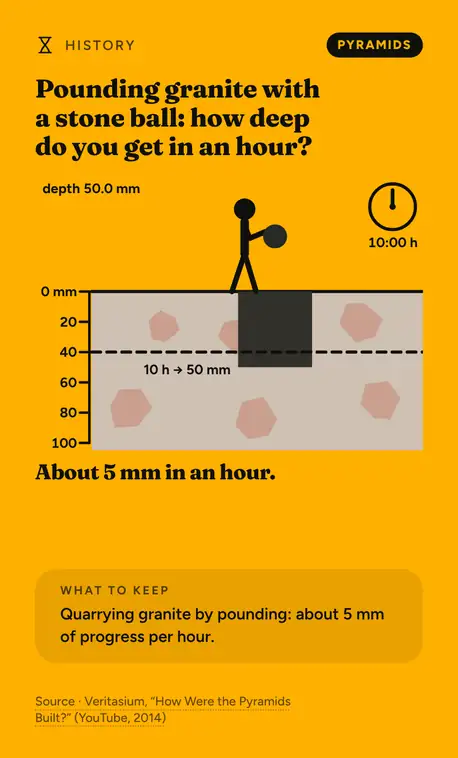 HISTORY
PYRAMIDS
Pounding granite with
a stone ball: how deep
do you get in an hour?
depth 50.0 mm
10:00 h
0 mm
20
40
10 h → 50 mm
60
80
100
About 5 mm in an hour.
WHAT TO KEEP
Quarrying granite by pounding: about 5 mm
of progress per hour.
Source · Veritasium, “How Were the Pyramids
Built?” (YouTube, 2014)